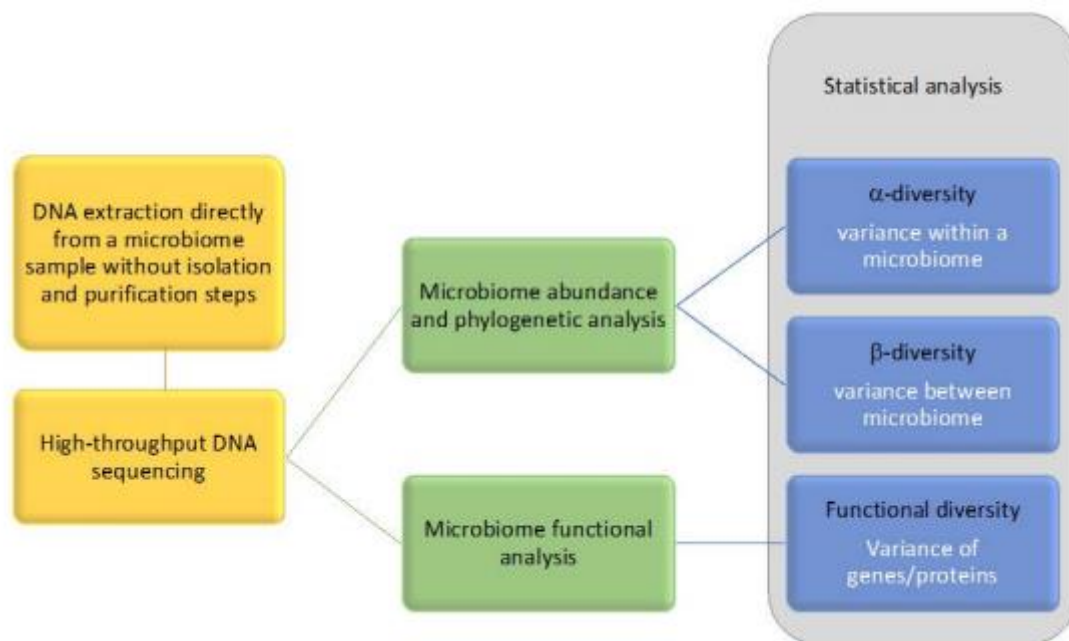 Statistical analysis
DNA extraction directly
from a microbiome
sample without isolation
and purification steps
High-throughput DNA
sequencing
Microbiome abundance
and phylogenetic analysis
Microbiome functional
analysis
α-diversity
variance within a
microbiome
β-diversity
variance between
microbiome
Functional diversity
Variance of
genes/proteins